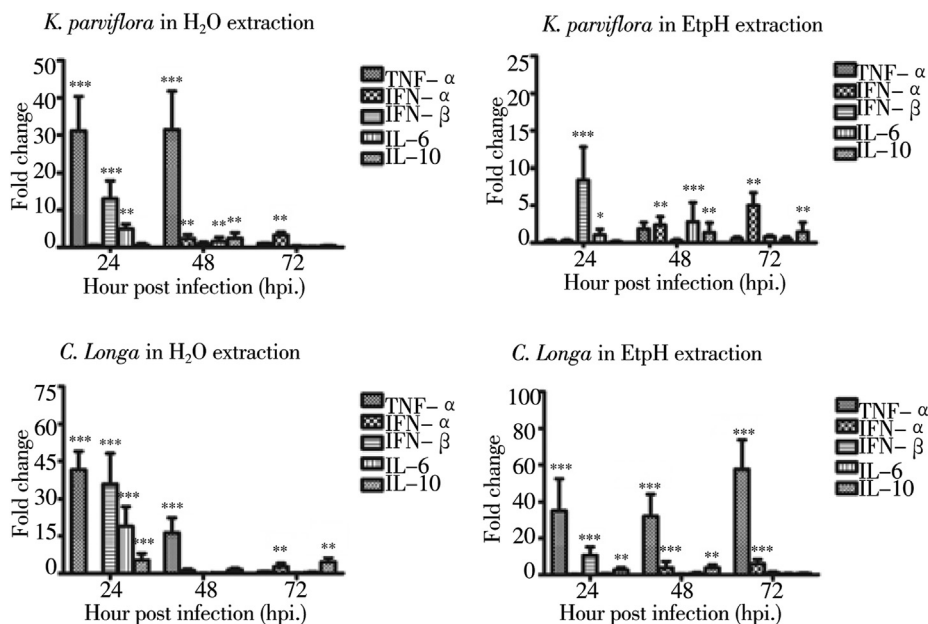 K. parviflora in H₂O extraction
50
40
30
20
10
0
Fold change
*** *** ** *** ** ** ** **
24 48 72
Hour post infection (hpi.)
TNF-α
IFN-α
IFN-β
IL-6
IL-10
K. parviflora in EtpH extraction
25
20
15
10
5
0
Fold change
*** * ** *** ** ** **
24 48 72
Hour post infection (hpi.)
TNF-α
IFN-α
IFN-β
IL-6
IL-10
C. Longa in H₂O extraction
75
60
45
30
15
0
Fold change
*** *** *** *** *** ** **
24 48 72
Hour post infection (hpi.)
TNF-α
IFN-α
IFN-β
IL-6
IL-10
C. Longa in EtpH extraction
100
80
60
40
20
0
Fold change
*** *** ** *** *** ** *** ***
24 48 72
Hour post infection (hpi.)
TNF-α
IFN-α
IFN-β
IL-6
IL-10